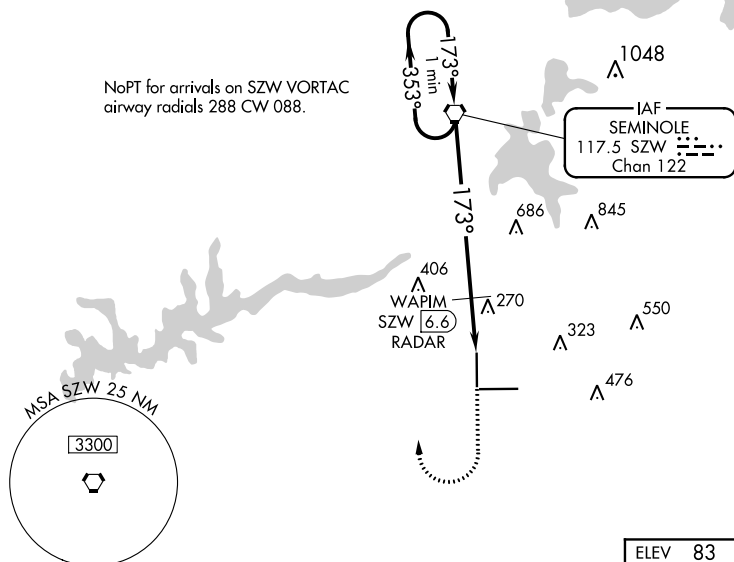 NoPT for arrivals on SZW VORTAC
airway radials 288 CW 088.
353°
1 min
173°
1048
IAF
SEMINOLE
117.5 SZW
Chan 122
173°
686
845
406
WAPIM
SZW 6.6
RADAR
270
323
550
476
MSA SZW 25 NM
3300
ELEV 83